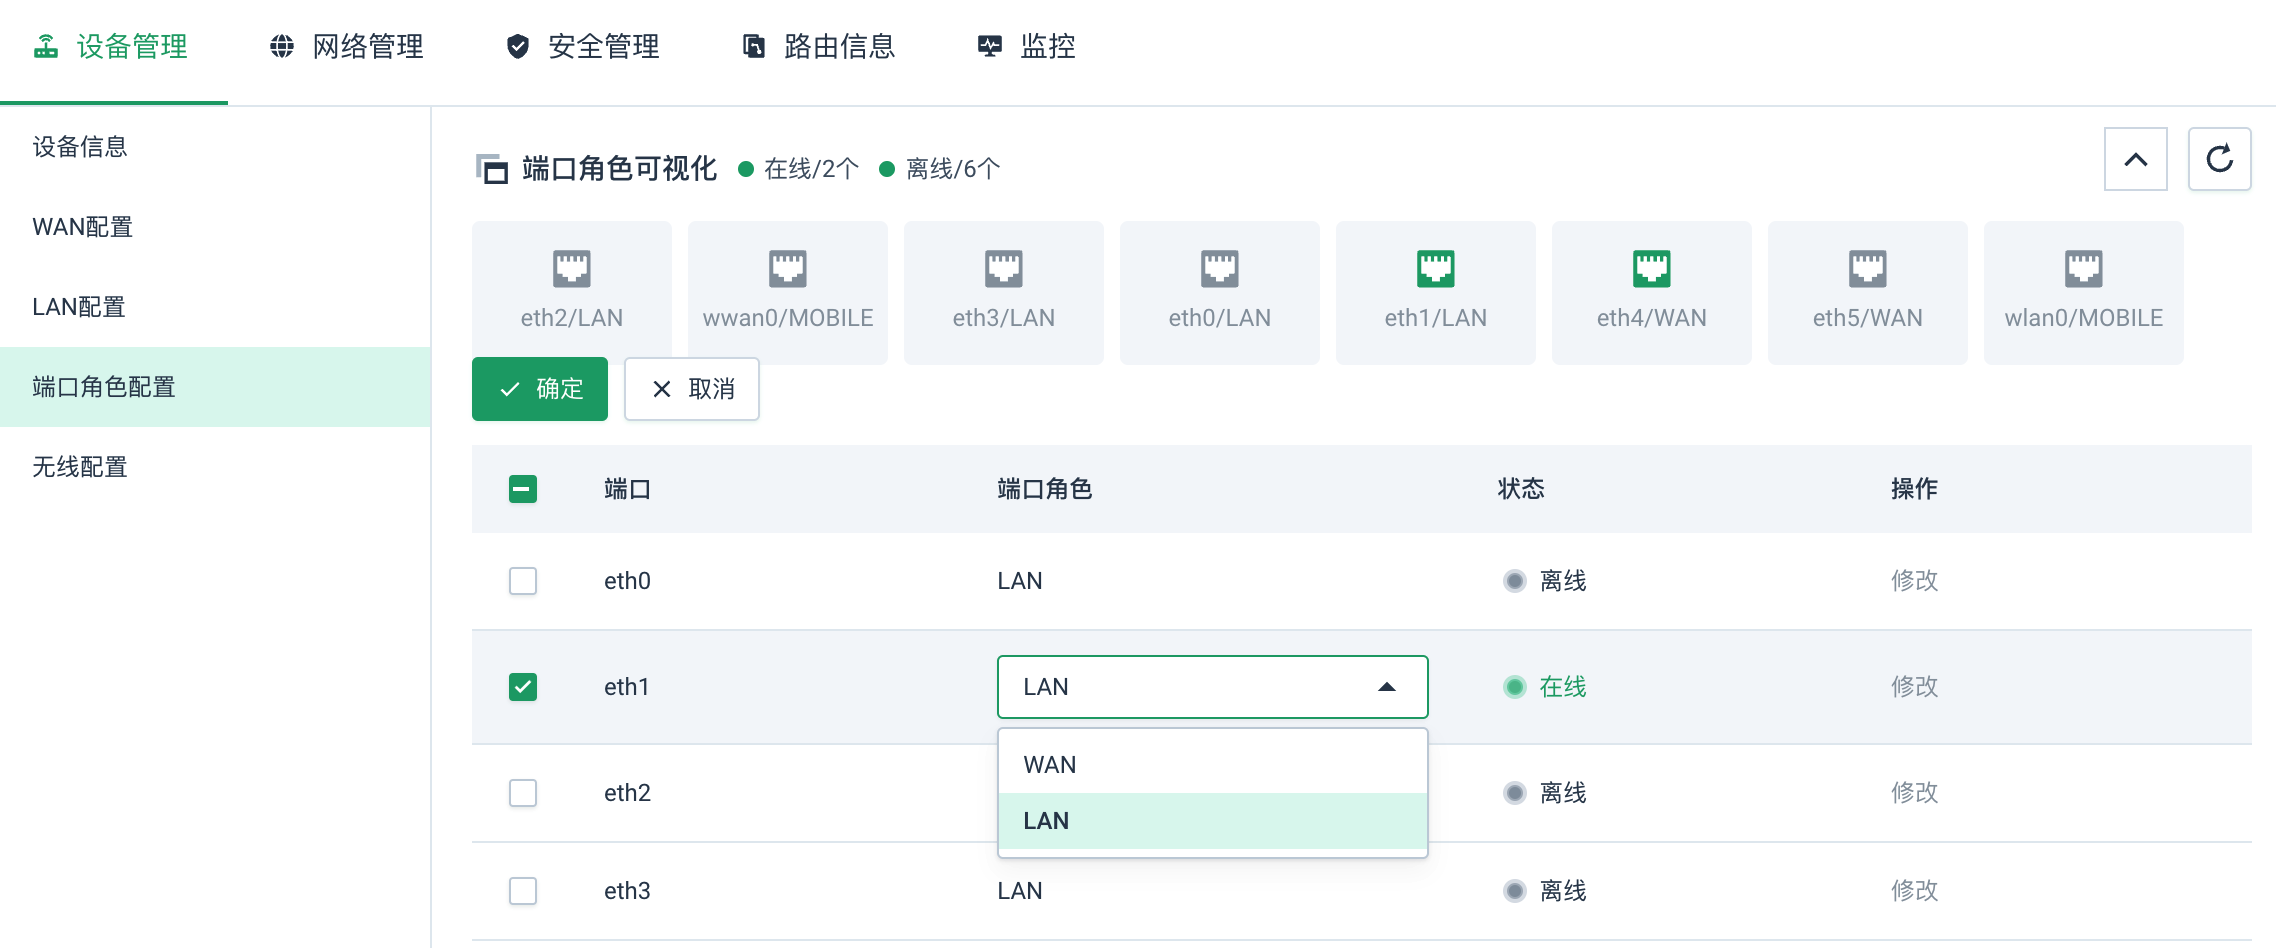 设备管理 网络管理 安全管理 路由信息 监控
设备信息
WAN配置
LAN配置
端口角色配置
无线配置
端口角色可视化 在线/2个 离线/6个
eth2/LAN wwan0/MOBILE eth3/LAN eth0/LAN eth1/LAN eth4/WAN eth5/WAN wlan0/MOBILE
确定 取消
端口 端口角色 状态 操作
eth0 LAN 离线 修改
eth1 LAN 在线 修改
WAN
eth2 离线 修改
LAN
eth3 LAN 离线 修改